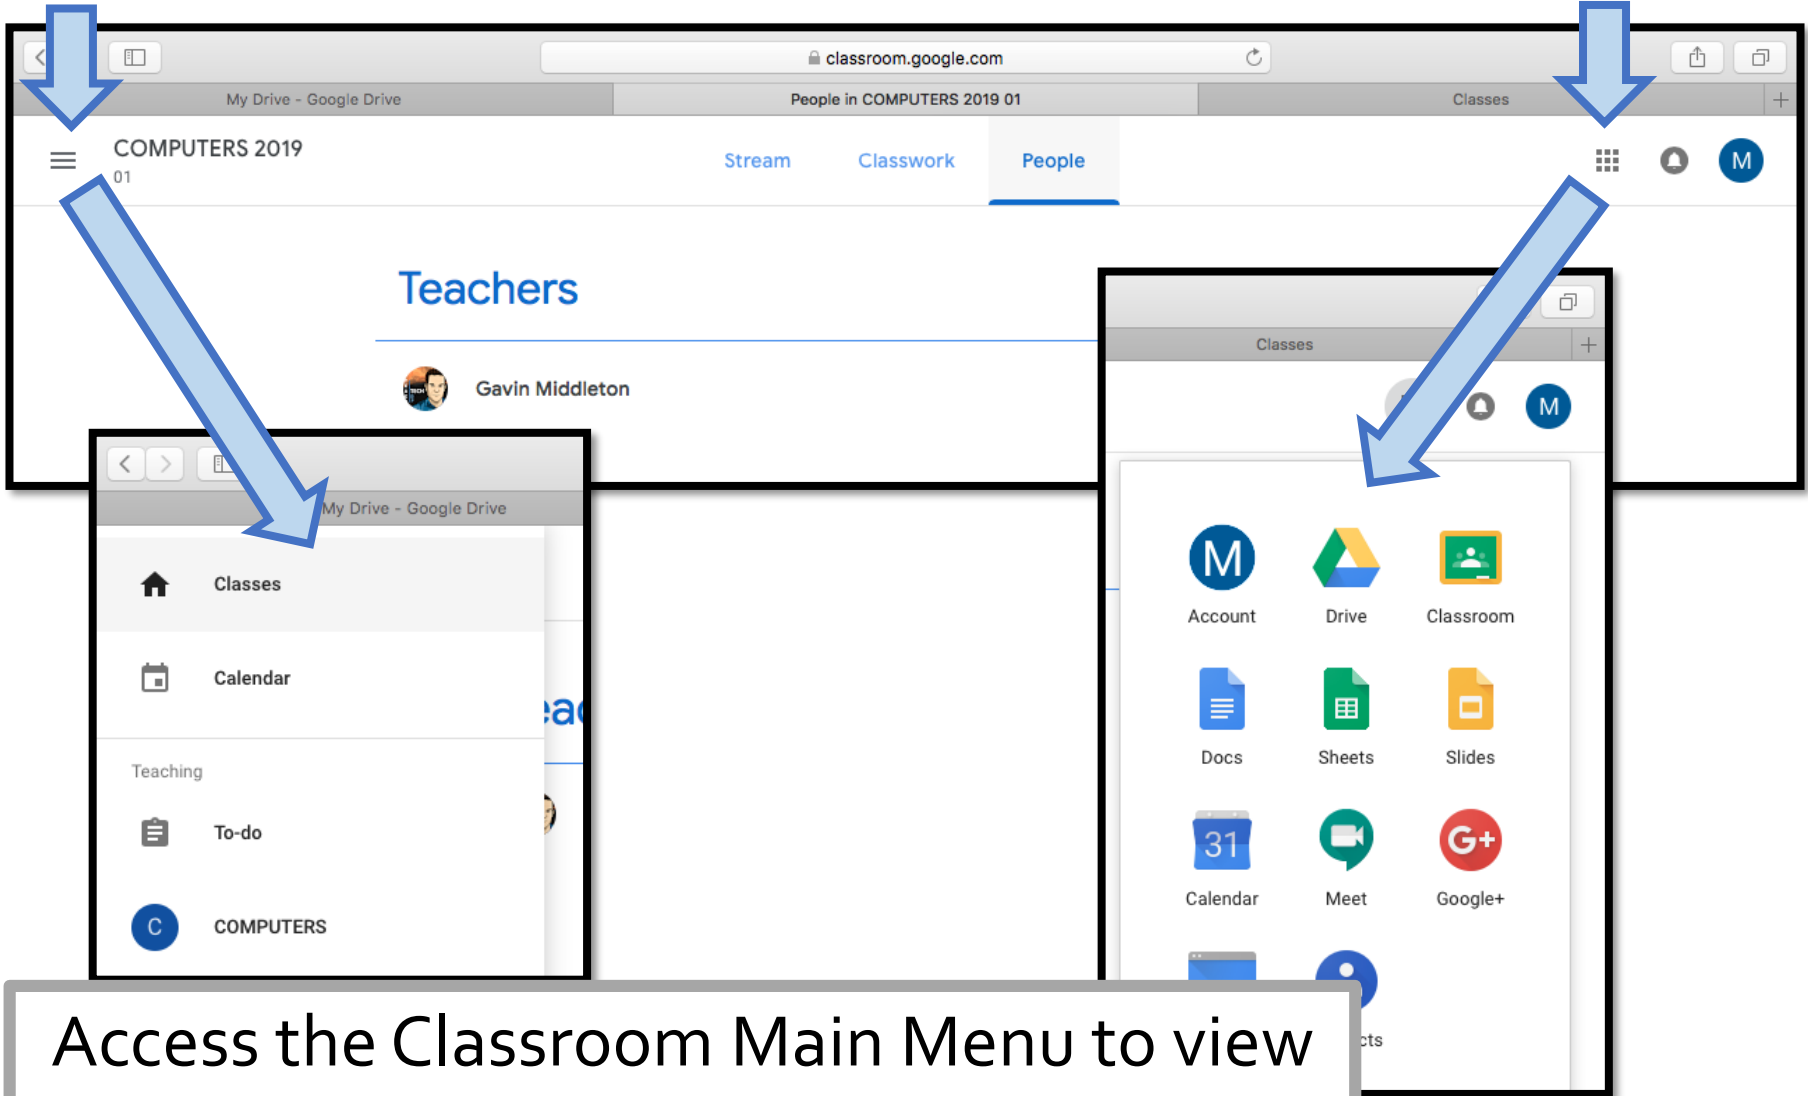 classroom.google.com
My Drive - Google Drive
People in COMPUTERS 2019 01
Classes
COMPUTERS 2019
01
Stream
Classwork
People
M
Teachers
Gavin Middleton
My Drive - Google Drive
Classes
Calendar
Teaching
To-do
C
COMPUTERS
Classes
M
M
Account
Drive
Classroom
Docs
Sheets
Slides
31
G+
Calendar
Meet
Google+
Access the Classroom Main Menu to view